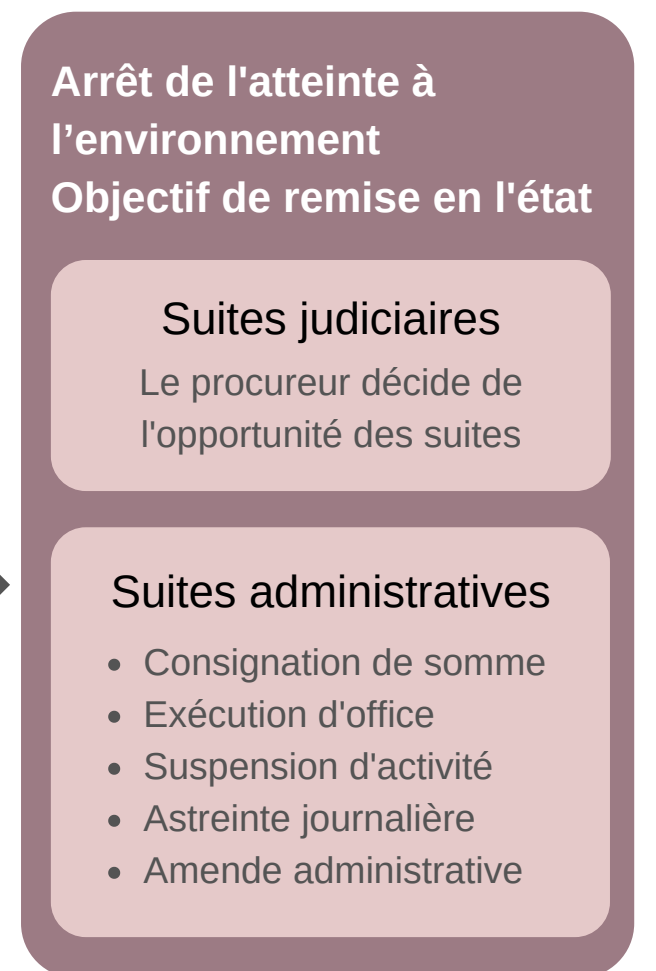 Arrêt de l'atteinte à
l’environnement
Objectif de remise en l'état
Suites judiciaires
Le procureur décide de
l'opportunité des suites
Suites administratives
• Consignation de somme
• Exécution d'office
• Suspension d'activité
• Astreinte journalière
• Amende administrative